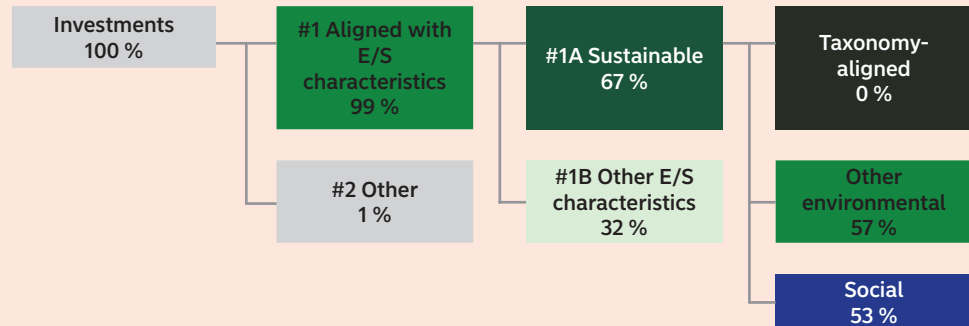 Investments
100 %
#1 Aligned with
E/S
characteristics
99 %
#1A Sustainable
67 %
Taxonomy-
aligned
0 %
#2 Other
1 %
#1B Other E/S
characteristics
32 %
Other
environmental
57 %
Social
53 %